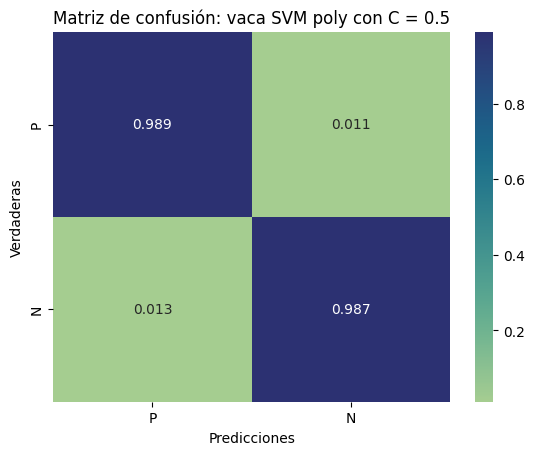 Matriz de confusión: vaca SVM poly con C = 0.5
P
0.989
0.011
0.8
0.6
Verdaderas
N
0.013
0.987
0.4
0.2
P
N
Predicciones